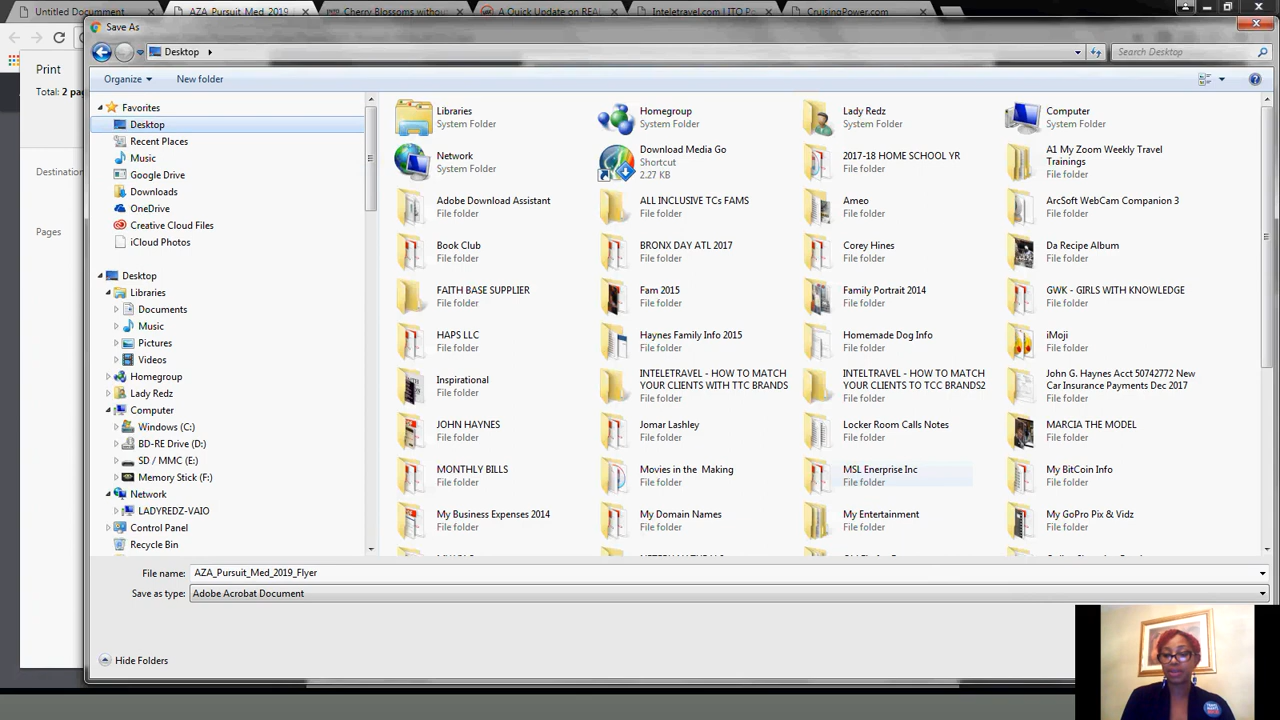 Untitled Document
AZA_Pursuit_Med_2019
Cherry Blossoms withou
A Quick Update on REAL
Inteletravel.com | ITO P
CruisingPower.com
Save As
Desktop
Search Desktop
Organize
New folder
Print
Total: 2 pa
Destination
Pages
Favorites
Desktop
Recent Places
Music
Google Drive
Downloads
OneDrive
Creative Cloud Files
iCloud Photos
Desktop
Libraries
Documents
Music
Pictures
Videos
Homegroup
Lady Redz
Computer
Windows (C:)
BD-RE Drive (D:)
SD / MMC (E:)
Memory Stick (F:)
Network
LADYREDZ-VAIO
Control Panel
Recycle Bin
Libraries
System Folder
Homegroup
System Folder
Lady Redz
System Folder
Computer
System Folder
Network
System Folder
Download Media Go
Shortcut
2.27 KB
2017-18 HOME SCHOOL YR
File folder
A1 My Zoom Weekly Travel
Trainings
File folder
Adobe Download Assistant
File folder
ALL INCLUSIVE TCs FAMS
File folder
Ameo
File folder
ArcSoft WebCam Companion 3
File folder
Book Club
File folder
BRONX DAY ATL 2017
File folder
Corey Hines
File folder
Da Recipe Album
File folder
FAITH BASE SUPPLIER
File folder
Fam 2015
File folder
Family Portrait 2014
File folder
GWK - GIRLS WITH KNOWLEDGE
File folder
HAPS LLC
File folder
Haynes Family Info 2015
File folder
Homemade Dog Info
File folder
iMoji
File folder
Inspirational
File folder
INTELETRAVEL - HOW TO MATCH
YOUR CLIENTS WITH TTC BRANDS
File folder
INTELTRAVEL - HOW TO MATCH
YOUR CLIENTS TO TCC BRANDS2
File folder
John G. Haynes Acct 50742772 New
Car Insurance Payments Dec 2017
File folder
JOHN HAYNES
File folder
Jomar Lashley
File folder
Locker Room Calls Notes
File folder
MARCIA THE MODEL
File folder
MONTHLY BILLS
File folder
Movies in the Making
File folder
MSL Enerprise Inc
File folder
My BitCoin Info
File folder
My Business Expenses 2014
File folder
My Domain Names
File folder
My Entertainment
File folder
My GoPro Pix & Vidz
File folder
File name:
AZA_Pursuit_Med_2019_Flyer
Save as type:
Adobe Acrobat Document
Hide Folders